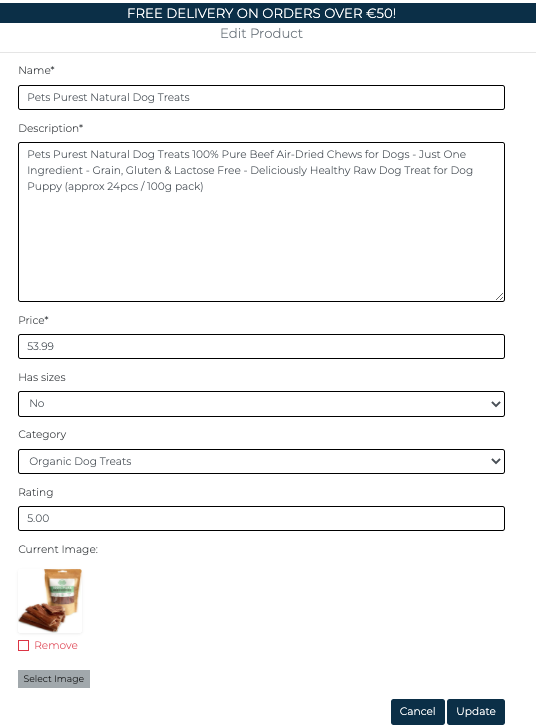 FREE DELIVERY ON ORDERS OVER €50!
Edit Product
Name*
Pets Purest Natural Dog Treats
Description*
Pets Purest Natural Dog Treats 100% Pure Beef Air-Dried Chews for Dogs - Just One
Ingredient - Grain, Gluten & Lactose Free - Deliciously Healthy Raw Dog Treat for Dog
Puppy (approx 24pcs / 100g pack)
Price*
53.99
Has sizes
No
Category
Organic Dog Treats
Rating
5.00
Current Image:
Remove
Select Image
Cancel Update